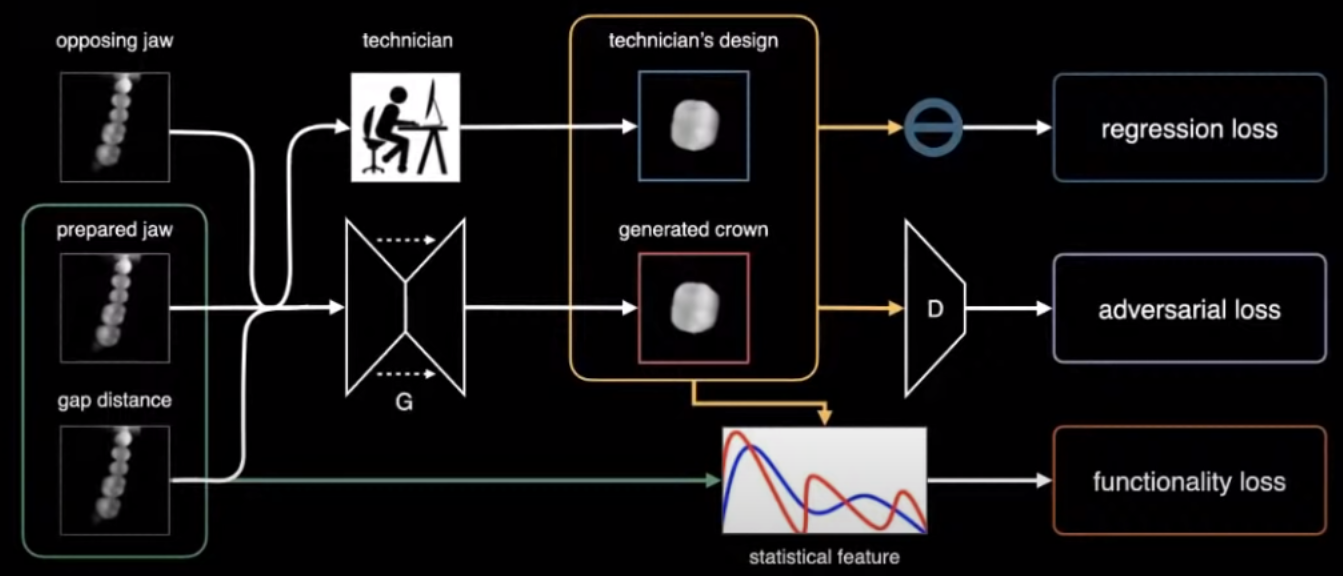 opposing jaw
technician
technician's design
regression loss
prepared jaw
generated crown
D
adversarial loss
gap distance
G
functionality loss
statistical feature